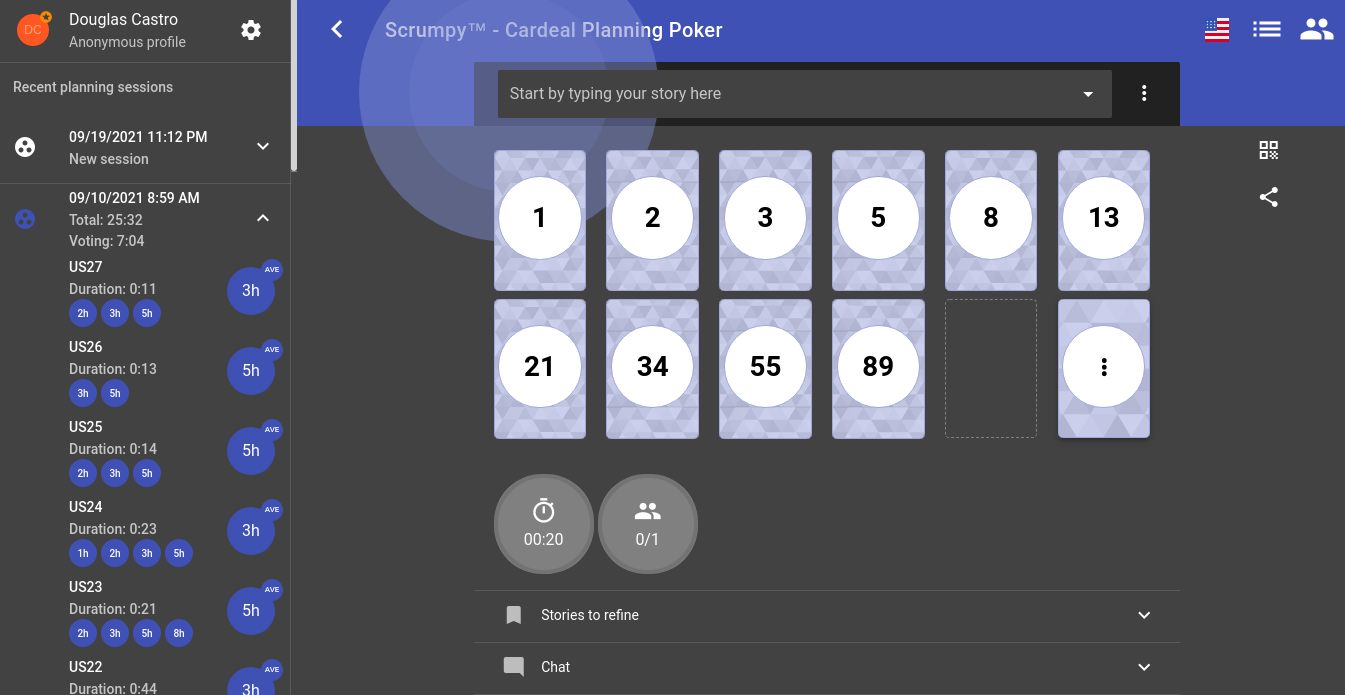 DC
Douglas Castro
Anonymous profile
Recent planning sessions
09/19/2021 11:12 PM
New session
09/10/2021 8:59 AM
Total: 25:32
Voting: 7:04
US27
Duration: 0:11
2h 3h 5h
AVE
3h
US26
Duration: 0:13
3h 5h
AVE
5h
US25
Duration: 0:14
2h 3h 5h
AVE
5h
US24
Duration: 0:23
1h 2h 3h 5h
AVE
3h
US23
Duration: 0:21
2h 3h 5h 8h
AVE
5h
US22
Duration: 0:44
AVE
3h
Scrumpy™ - Cardeal Planning Poker
Start by typing your story here
1 2 3 5 8 13
21 34 55 89
00:20 0/1
Stories to refine
Chat